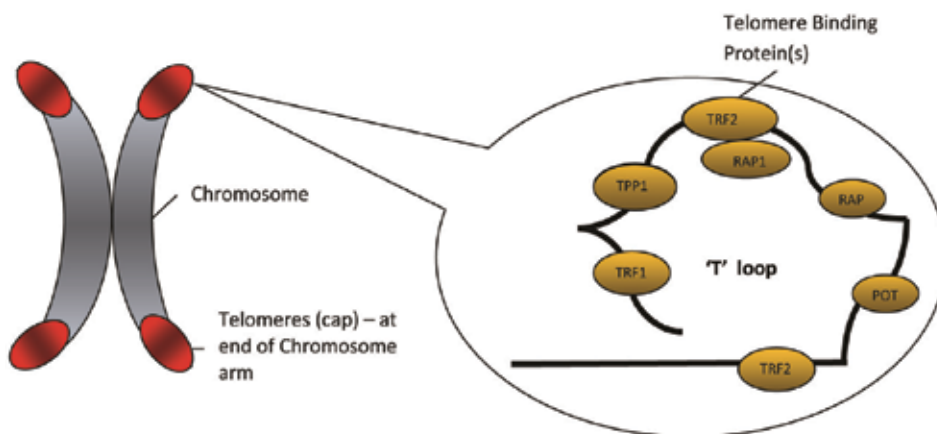 Telomere Binding
Protein(s)
TRF2
RAP1
TPP1
RAP
Chromosome
TRF1
'T' loop
POT
Telomeres (cap) – at
end of Chromosome
arm
TRF2